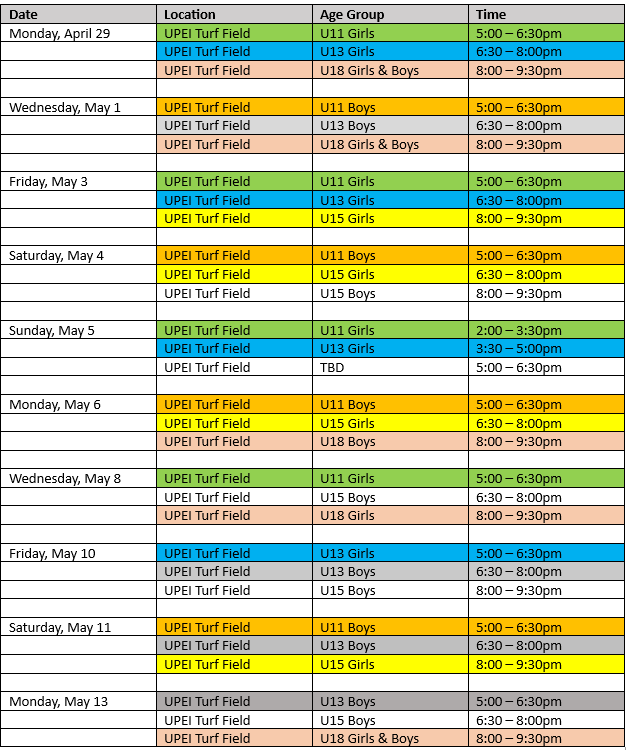 Date Location Age Group Time
Monday, April 29 UPEI Turf Field U11 Girls 5:00 – 6:30pm
UPEI Turf Field U13 Girls 6:30 – 8:00pm
UPEI Turf Field U18 Girls & Boys 8:00 – 9:30pm
Wednesday, May 1 UPEI Turf Field U11 Boys 5:00 – 6:30pm
UPEI Turf Field U13 Boys 6:30 – 8:00pm
UPEI Turf Field U18 Girls & Boys 8:00 – 9:30pm
Friday, May 3 UPEI Turf Field U11 Girls 5:00 – 6:30pm
UPEI Turf Field U13 Girls 6:30 – 8:00pm
UPEI Turf Field U15 Girls 8:00 – 9:30pm
Saturday, May 4 UPEI Turf Field U11 Boys 5:00 – 6:30pm
UPEI Turf Field U15 Girls 6:30 – 8:00pm
UPEI Turf Field U15 Boys 8:00 – 9:30pm
Sunday, May 5 UPEI Turf Field U11 Girls 2:00 – 3:30pm
UPEI Turf Field U13 Girls 3:30 – 5:00pm
UPEI Turf Field TBD 5:00 – 6:30pm
Monday, May 6 UPEI Turf Field U11 Boys 5:00 – 6:30pm
UPEI Turf Field U15 Girls 6:30 – 8:00pm
UPEI Turf Field U18 Boys 8:00 – 9:30pm
Wednesday, May 8 UPEI Turf Field U11 Girls 5:00 – 6:30pm
UPEI Turf Field U15 Boys 6:30 – 8:00pm
UPEI Turf Field U18 Girls 8:00 – 9:30pm
Friday, May 10 UPEI Turf Field U13 Girls 5:00 – 6:30pm
UPEI Turf Field U13 Boys 6:30 – 8:00pm
UPEI Turf Field U15 Boys 8:00 – 9:30pm
Saturday, May 11 UPEI Turf Field U11 Boys 5:00 – 6:30pm
UPEI Turf Field U13 Boys 6:30 – 8:00pm
UPEI Turf Field U15 Girls 8:00 – 9:30pm
Monday, May 13 UPEI Turf Field U13 Boys 5:00 – 6:30pm
UPEI Turf Field U15 Boys 6:30 – 8:00pm
UPEI Turf Field U18 Girls & Boys 8:00 – 9:30pm